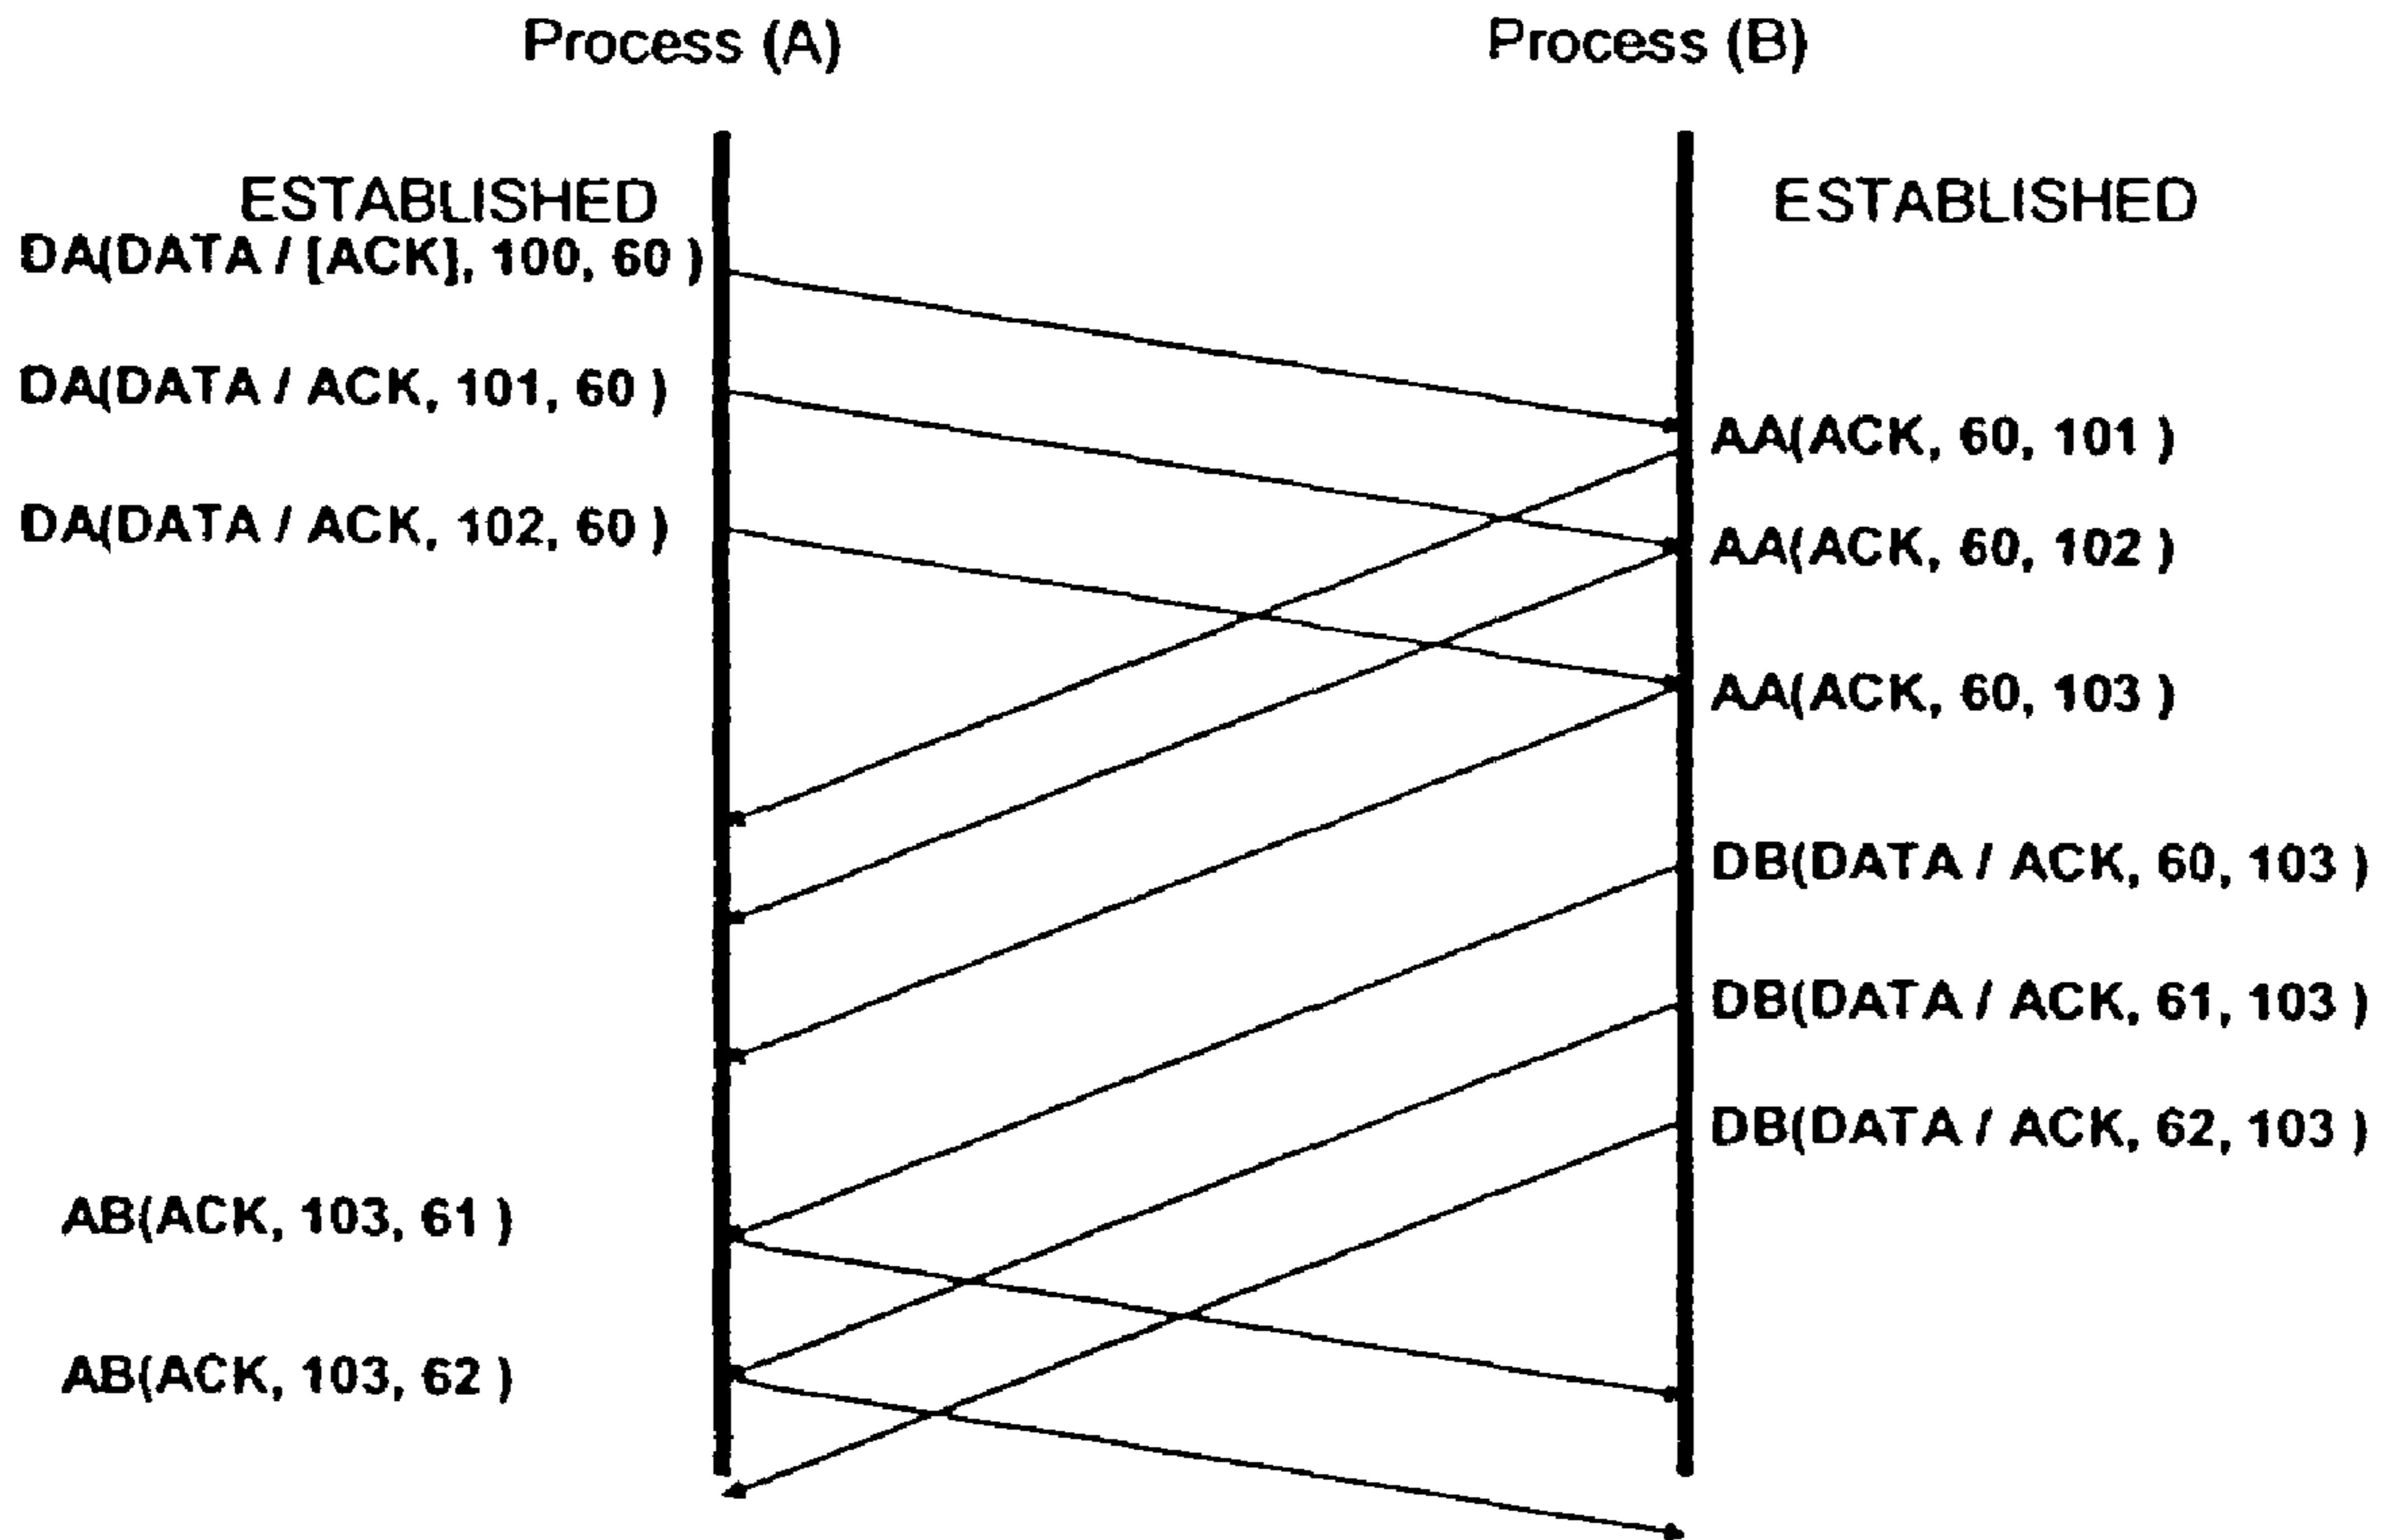 Process (A)
Process (B)
ESTABLISHED
ESTABLISHED
DA(DATA / [ACK], 100, 60 )
DA(DATA / ACK, 101, 60 )
AA(ACK, 60, 101 )
DA(DATA / ACK, 102, 60 )
AA(ACK, 60, 102 )
AA(ACK, 60, 103 )
DB(DATA / ACK, 60, 103 )
DB(DATA / ACK, 61, 103 )
DB(DATA / ACK, 62, 103 )
AB(ACK, 103, 61 )
AB(ACK, 103, 62 )